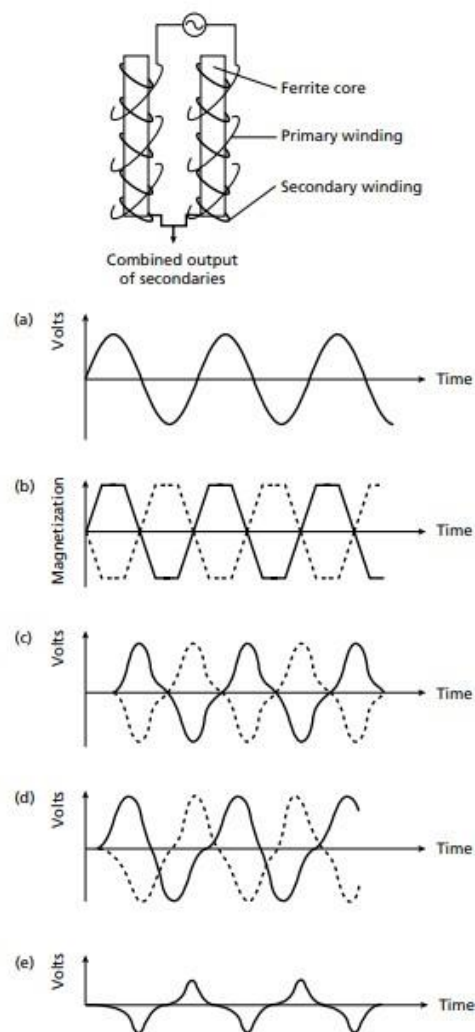 Ferrite core
Primary winding
Secondary winding
Combined output
of secondaries
(a)
Volts
Time
(b)
Magnetization
Time
(c)
Volts
Time
(d)
Volts
Time
(e)
Volts
Time